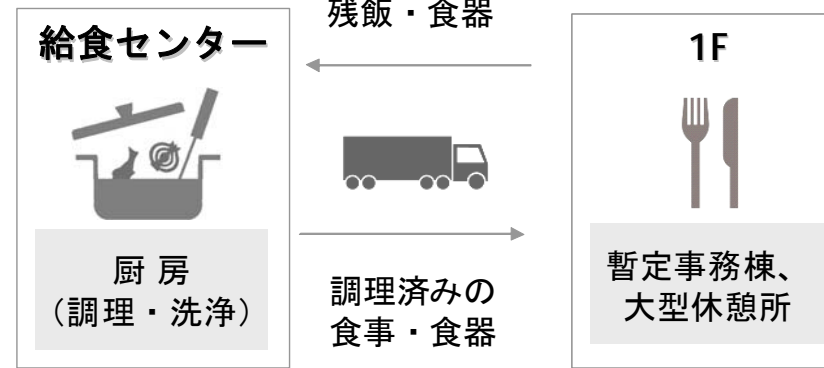 給食センター
厨 房
（調理・洗浄）
残飯・食器
調理済みの
食事・食器
1F
暫定事務棟、
大型休憩所